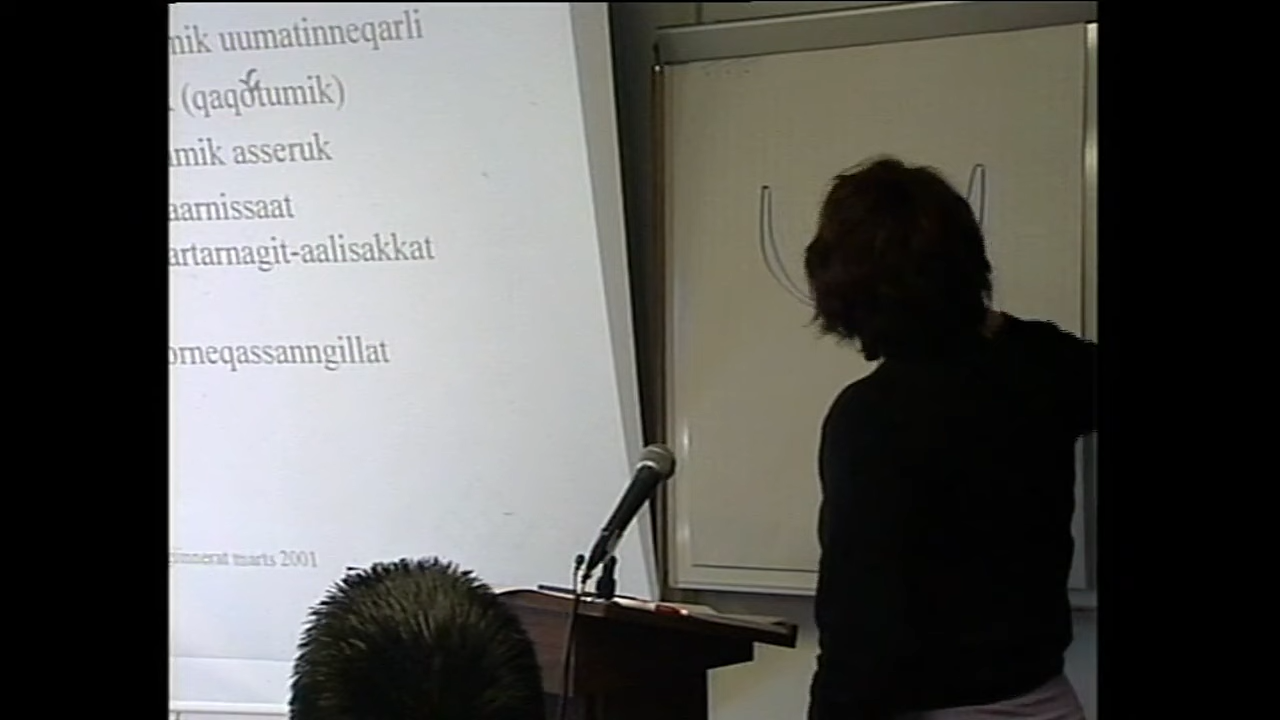 mik uumatinneqarli
(qaqotumik)
mik asseruk
aarnissaat
artarnagit-aalisakkat
orneqassanngillat
marts 2001